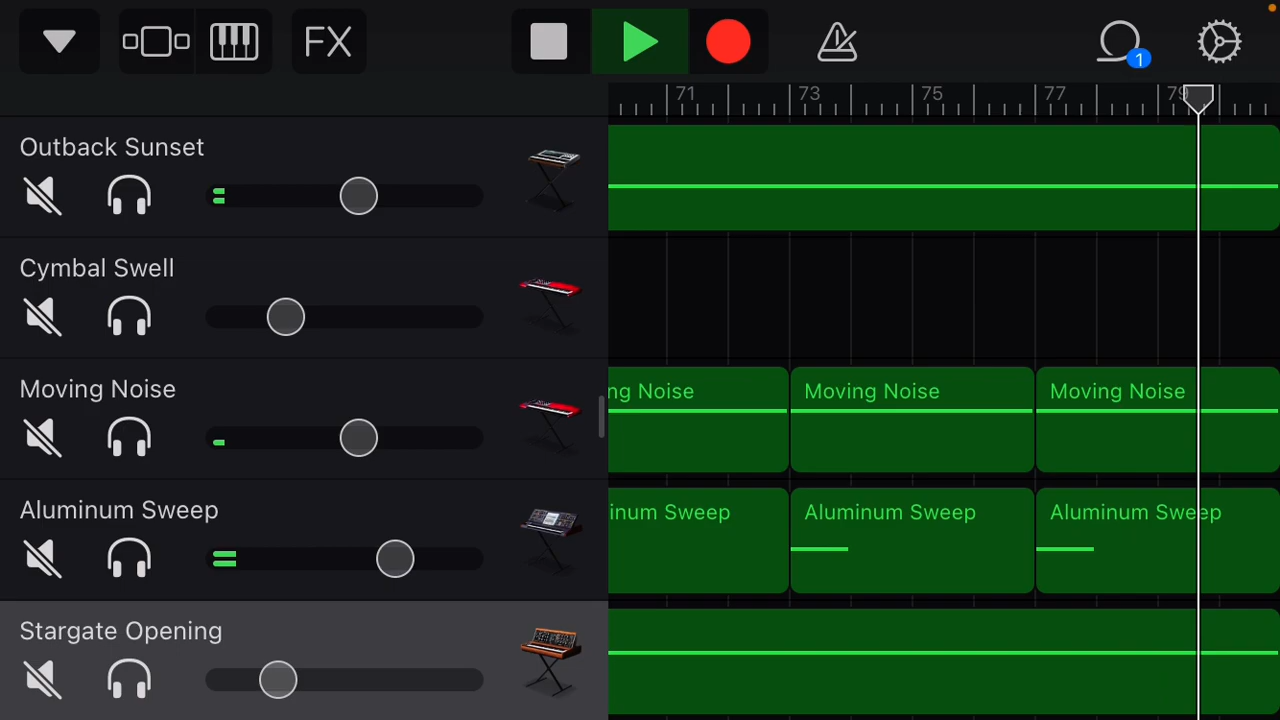 FX
1
71 73 75 77 79
Outback Sunset
Cymbal Swell
Moving Noise
ng Noise
Moving Noise
Moving Noise
Aluminum Sweep
inum Sweep
Aluminum Sweep
Aluminum Sweep
Stargate Opening